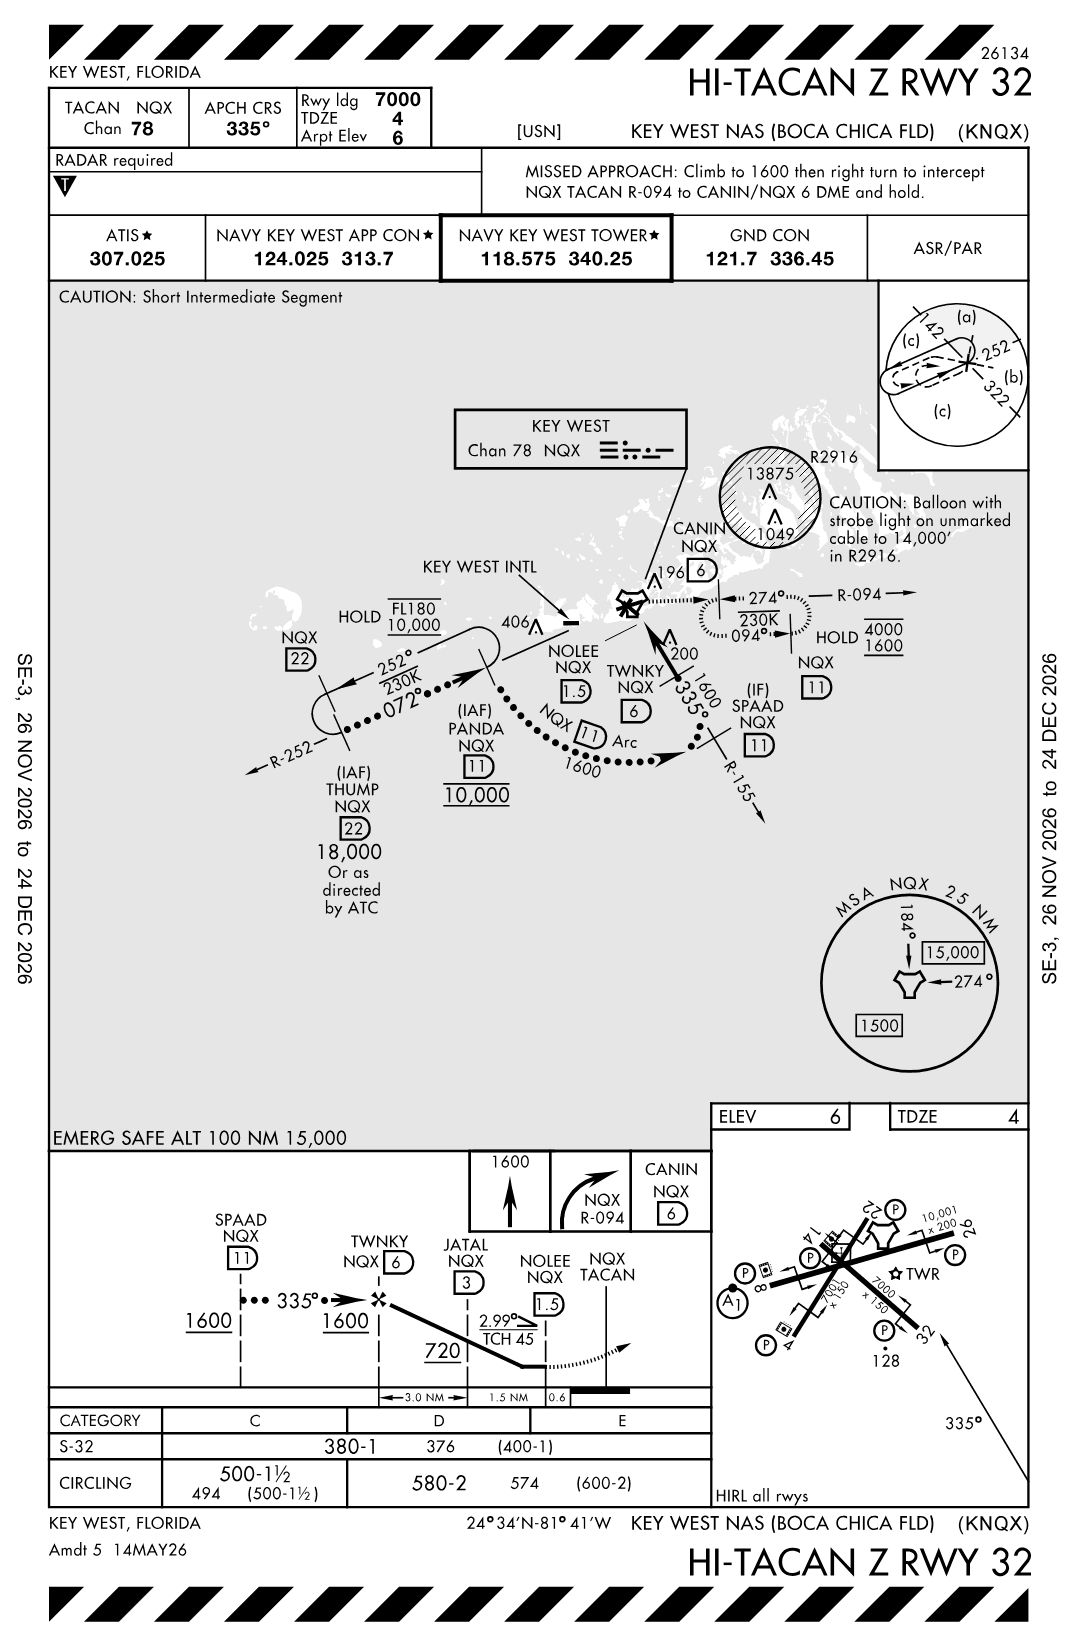 26134
KEY WEST, FLORIDA
HI-TACAN Z RWY 32
TACAN NQX
Chan 78
APCH CRS
335°
Rwy ldg 7000
TDZE 4
Arpt Elev 6
[USN]
KEY WEST NAS (BOCA CHICA FLD) (KNQX)
RADAR required
T
MISSED APPROACH: Climb to 1600 then right turn to intercept
NQX TACAN R-094 to CANIN/NQX 6 DME and hold.
ATIS★
307.025
NAVY KEY WEST APP CON★
124.025 313.7
NAVY KEY WEST TOWER★
118.575 340.25
GND CON
121.7 336.45
ASR/PAR
CAUTION: Short Intermediate Segment
142
(a)
(c)
252
(b)
322
(c)
KEY WEST
Chan 78 NQX
R2916
13875
1049
CAUTION: Balloon with
strobe light on unmarked
cable to 14,000'
in R2916.
CANIN
NQX
6
196
KEY WEST INTL
274°
230K
094°
R-094
HOLD 4000
1600
NQX
11
HOLD FL180
10,000
406
NQX
22
252°
230K
072°
R-252
NOLEE
NQX
1.5
TWNKY
NQX
6
200
1600
335°
(IF)
SPAAD
NQX
11
(IAF)
PANDA
NQX
11
10,000
NQX 11 Arc
1600
R-155
(IAF)
THUMP
NQX
22
18,000
Or as
directed
by ATC
MSA NQX 25 NM
184°
15,000
274°
1500
EMERG SAFE ALT 100 NM 15,000
ELEV 6
TDZE 4
1600
NQX
R-094
CANIN
NQX
6
SPAAD
NQX
11
TWNKY
NQX 6
JATAL
NQX
3
NOLEE
NQX
1.5
NQX
TACAN
335°
1600
1600
720
2.99°
TCH 45
3.0 NM
1.5 NM
0.6
CATEGORY C D E
S-32 380-1 376 (400-1)
CIRCLING
500-1½
494 (500-1½)
580-2 574 (600-2)
22
P
10,001
x 200
26
14
P
P
P
8
A1
7001
x 150
7000
x 150
TWR
P
4
P
32
128
335°
HIRL all rwys
KEY WEST, FLORIDA
Amdt 5 14MAY26
24°34'N-81°41'W
KEY WEST NAS (BOCA CHICA FLD) (KNQX)
HI-TACAN Z RWY 32
SE-3, 26 NOV 2026 to 24 DEC 2026
SE-3, 26 NOV 2026 to 24 DEC 2026